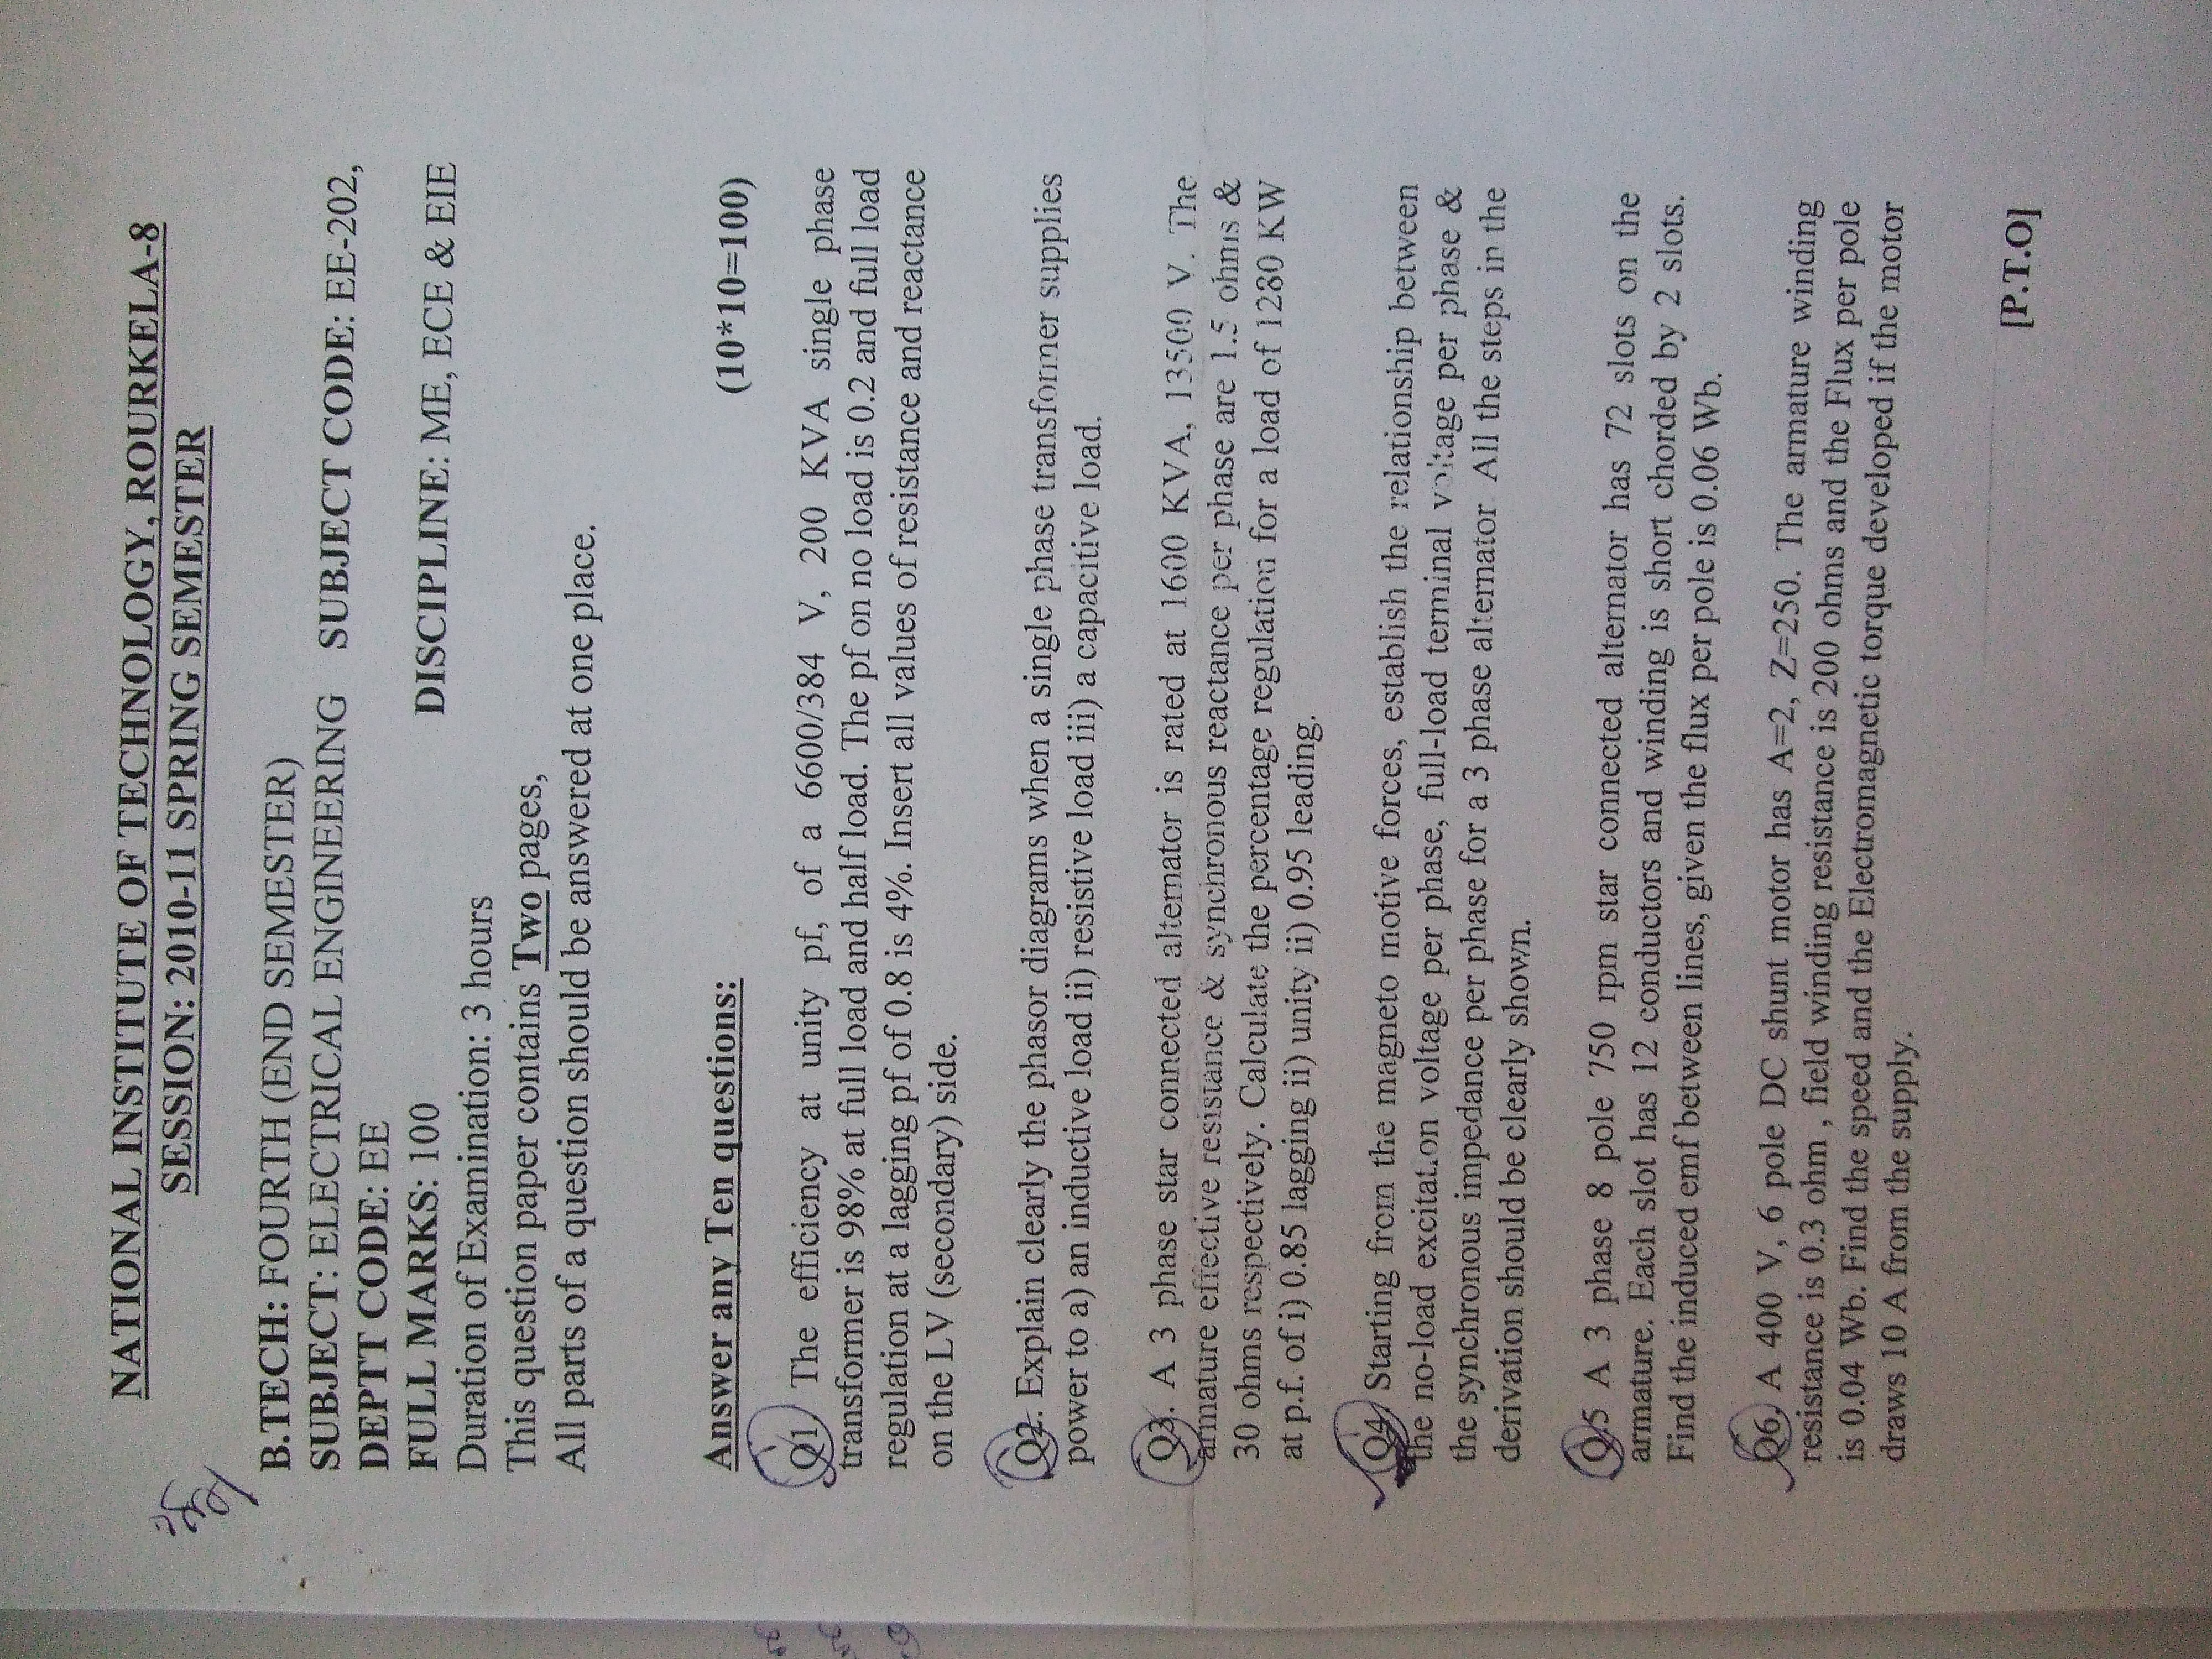 NATIONAL INSTITUTE OF TECHNOLOGY, ROURKELA-8
SESSION: 2010-11 SPRING SEMESTER
B.TECH: FOURTH (END SEMESTER)
SUBJECT: ELECTRICAL ENGINEERING SUBJECT CODE: EE-202,
DEPTT CODE: EE
DISCIPLINE: ME, ECE & EIE
FULL MARKS: 100
Duration of Examination: 3 hours
This question paper contains Two pages,
All parts of a question should be answered at one place.
Answer any Ten questions: (10*10=100)
Q1 The efficiency at unity pf, of a 6600/384 V, 200 KVA single phase
transformer is 98% at full load and half load. The pf on no load is 0.2 and full load
regulation at a lagging pf of 0.8 is 4%. Insert all values of resistance and reactance
on the LV (secondary) side.
Q2. Explain clearly the phasor diagrams when a single phase transformer supplies
power to a) an inductive load ii) resistive load iii) a capacitive load.
Q3. A 3 phase star connected alternator is rated at 1600 KVA, 13500 V. The
armature effective resistance & synchronous reactance per phase are 1.5 ohms &
30 ohms respectively. Calculate the percentage regulation for a load of 1280 KW
at p.f. of i) 0.85 lagging ii) unity ii) 0.95 leading.
Q4 Starting from the magneto motive forces, establish the relationship between
the no-load excitation voltage per phase, full-load terminal voltage per phase &
the synchronous impedance per phase for a 3 phase alternator All the steps in the
derivation should be clearly shown.
Q5 A 3 phase 8 pole 750 rpm star connected alternator has 72 slots on the
armature. Each slot has 12 conductors and winding is short chorded by 2 slots.
Find the induced emf between lines, given the flux per pole is 0.06 Wb.
Q6 A 400 V, 6 pole DC shunt motor has A=2, Z=250. The armature winding
resistance is 0.3 ohm , field winding resistance is 200 ohms and the Flux per pole
is 0.04 Wb. Find the speed and the Electromagnetic torque developed if the motor
draws 10 A from the supply.
[P.T.O]